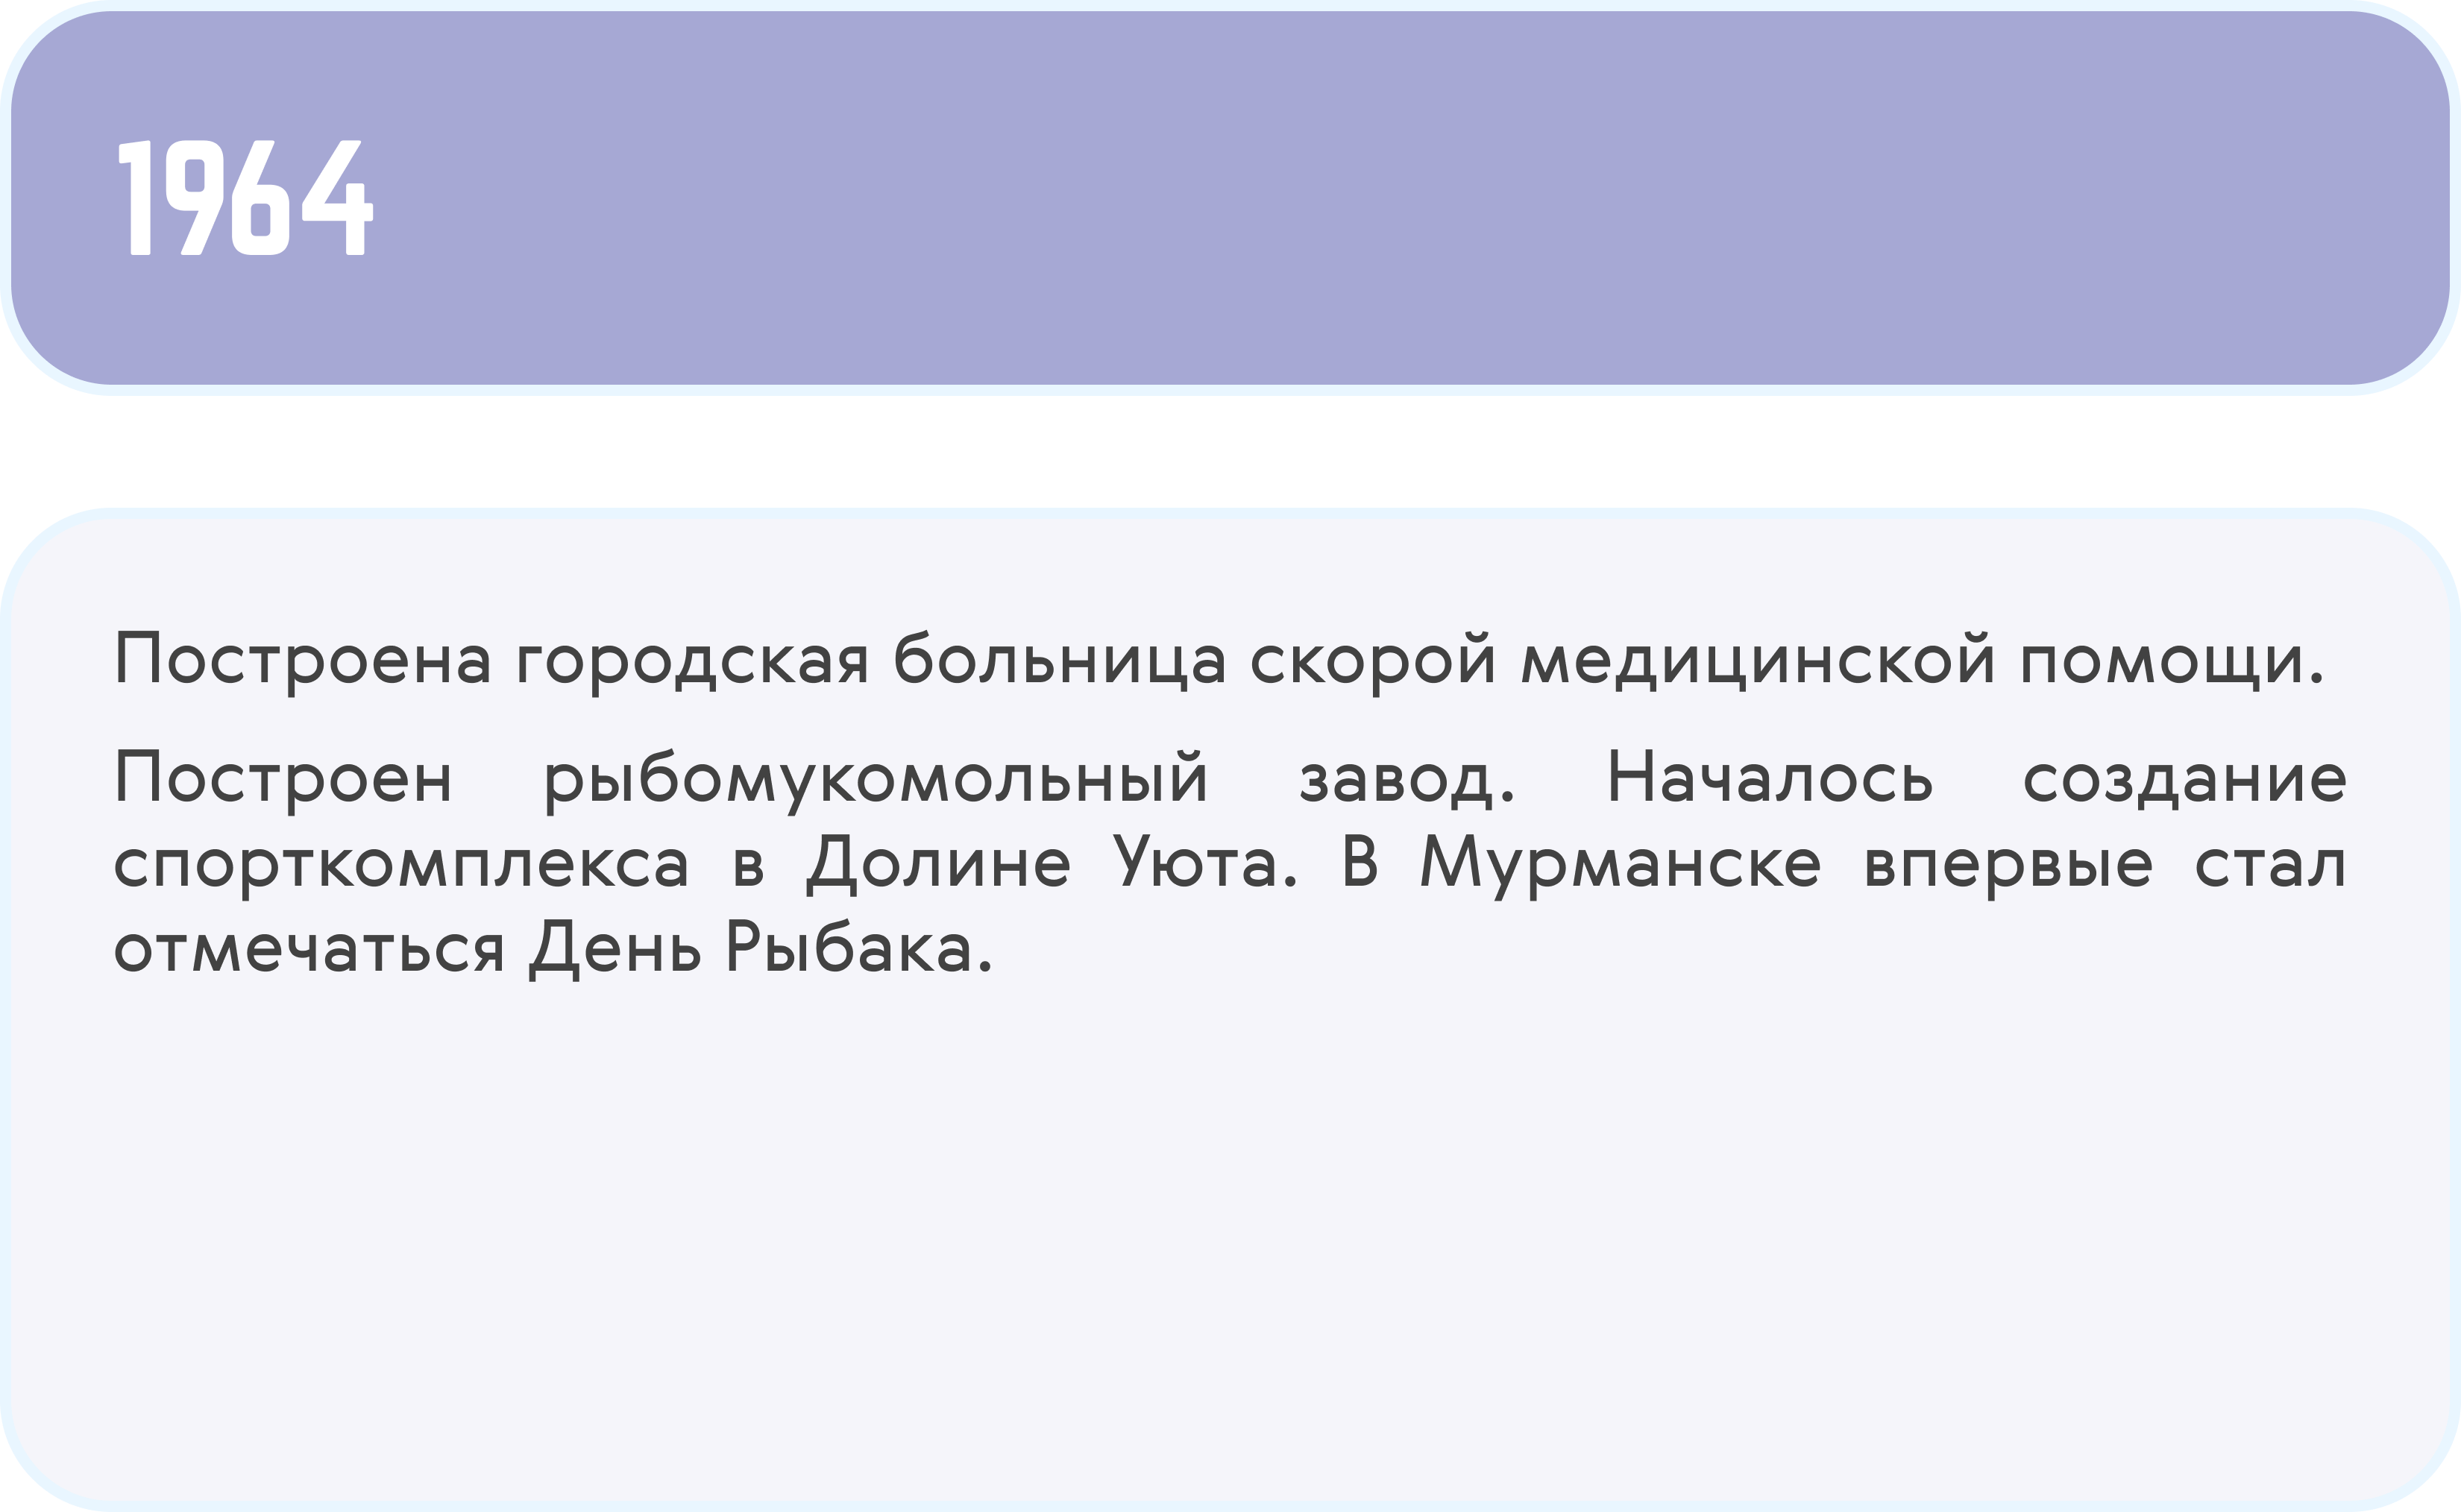 1964
Построена городская больница скорой медицинской помощи.
Построен рыбомукомольный завод. Началось создание
спорткомплекса в Долине Уюта. В Мурманске впервые стал
отмечаться День Рыбака.